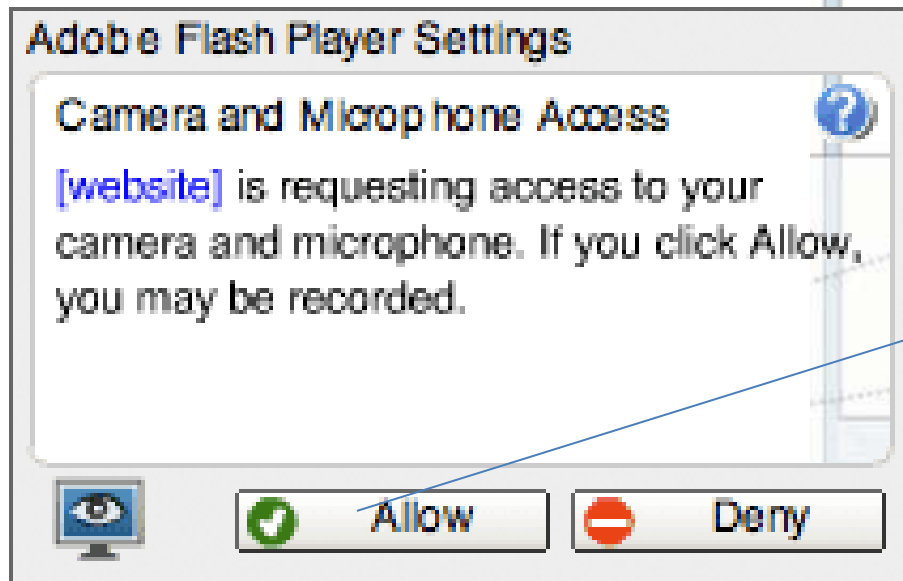 Adobe Flash Player Settings
Camera and Microphone Access
?
[website] is requesting access to your
camera and microphone. If you click Allow,
you may be recorded.
Allow
Deny